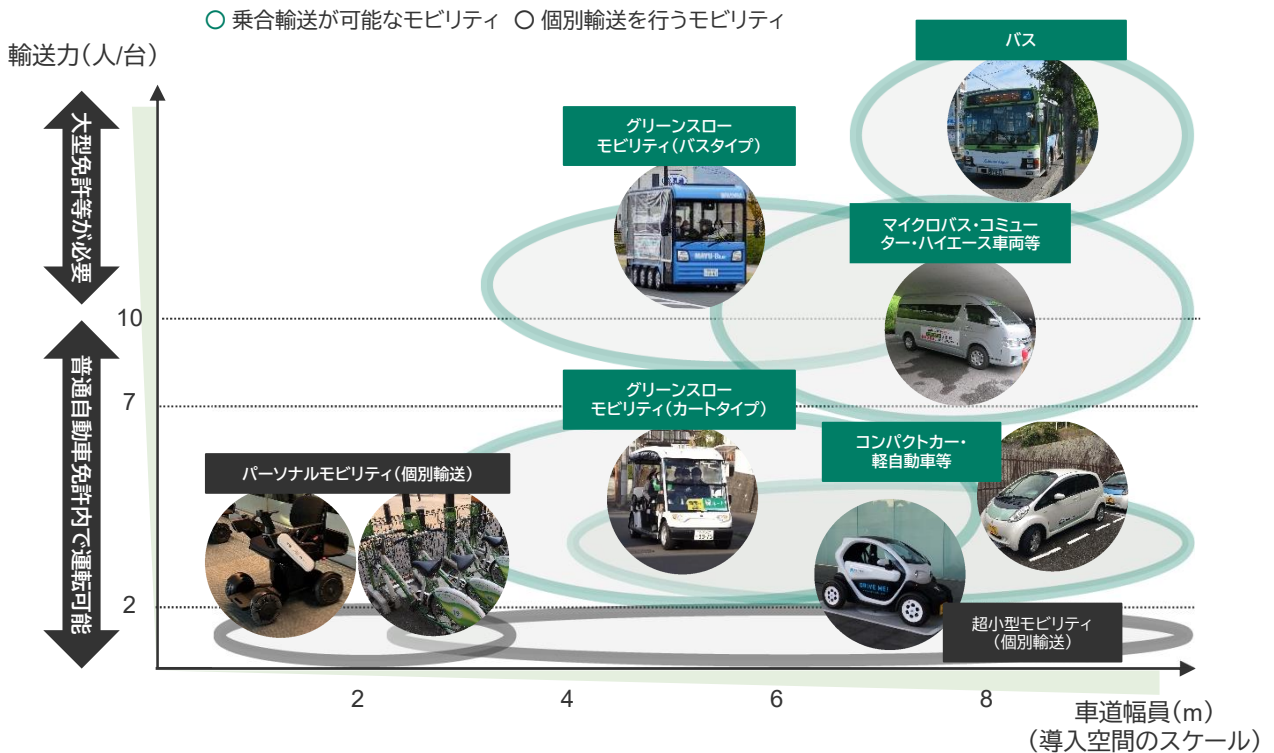 ○ 乗合輸送が可能なモビリティ ○ 個別輸送を行うモビリティ
輸送力(人/台)
バス
グリーンスロー
モビリティ(バスタイプ)
マイクロバス・コミュー
ター・ハイエース車両等
大型免許等が必要
10
グリーンスロー
モビリティ(カートタイプ)
7
コンパクトカー・
軽自動車等
パーソナルモビリティ(個別輸送)
普通自動車免許内で運転可能
2
超小型モビリティ
(個別輸送)
2
4
6
8
車道幅員(m)
(導入空間のスケール)